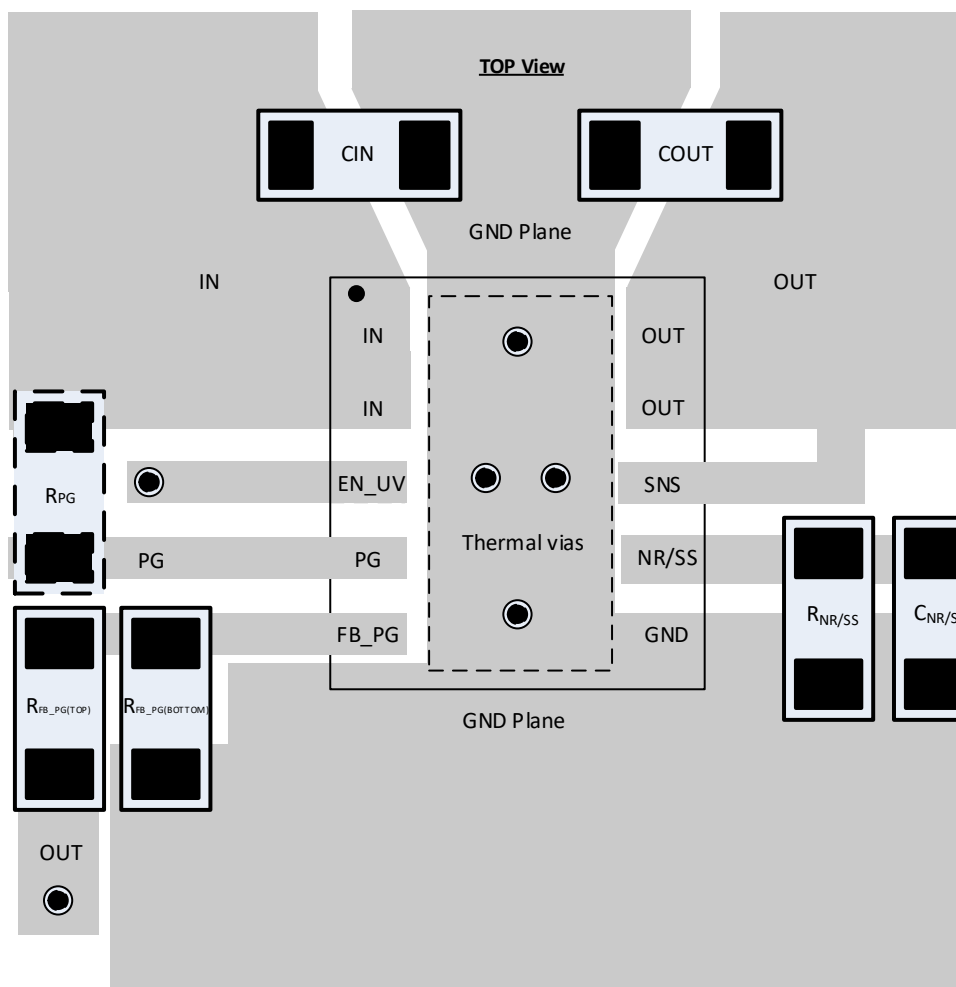 TOP View
CIN
COUT
GND Plane
IN
OUT
IN
OUT
IN
OUT
RPG
EN_UV
SNS
Thermal vias
PG
PG
NR/SS
RNR/SS
CNR/S
FB_PG
GND
RFB_PG(TOP)
RFB_PG(BOTTOM)
GND Plane
OUT